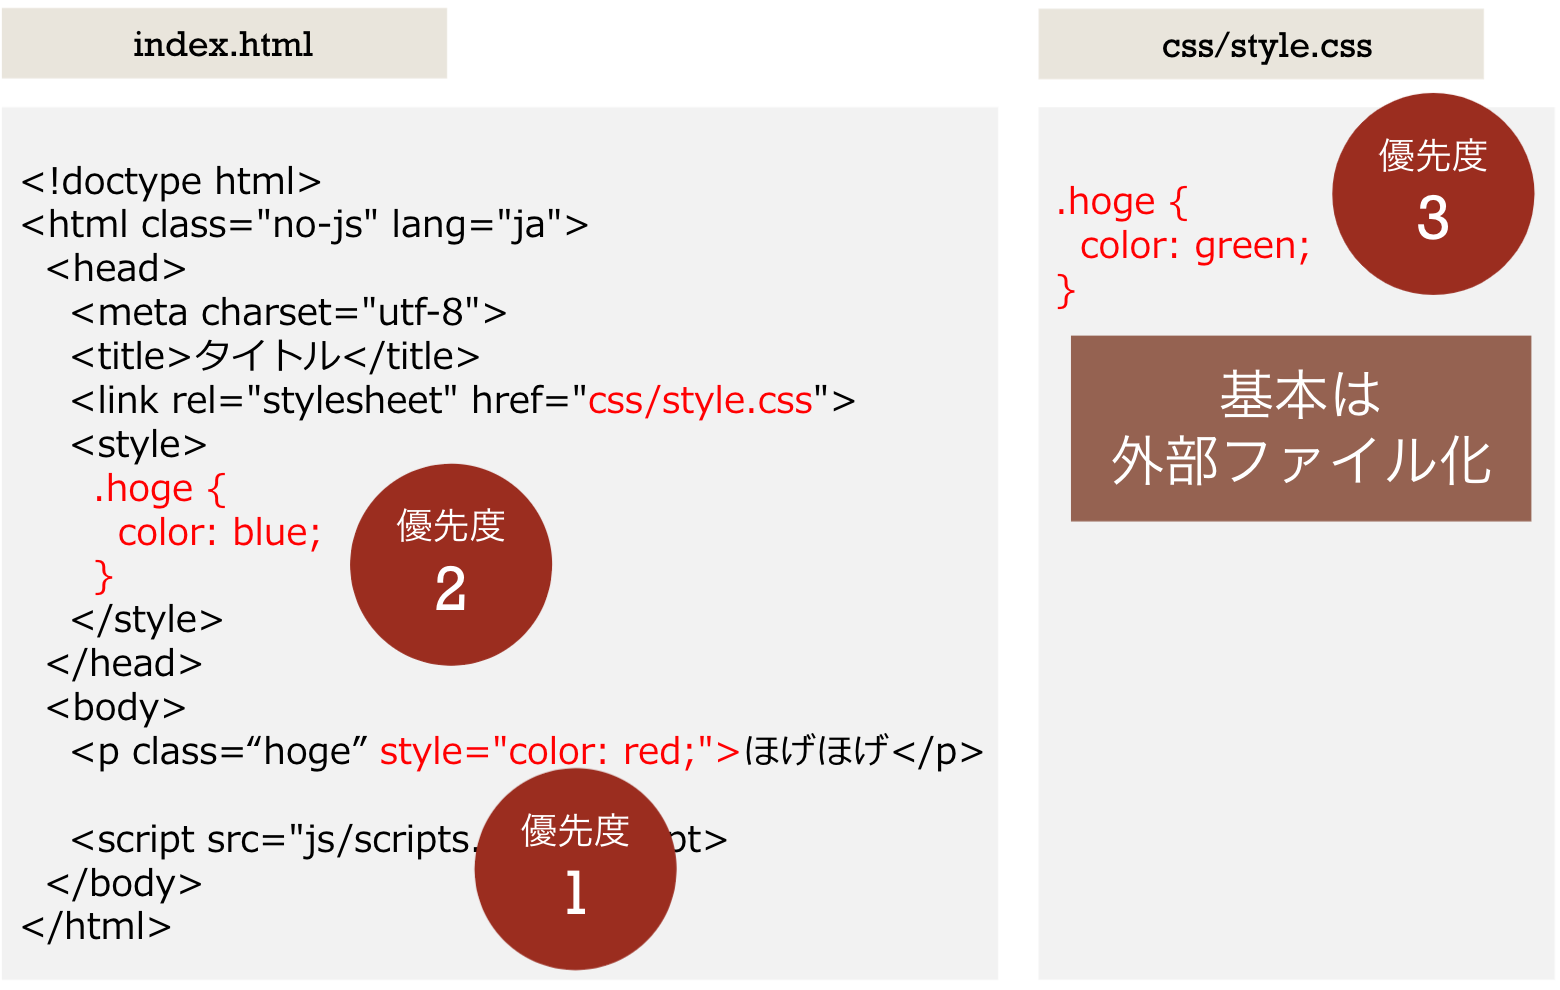 index.html
<!doctype html>
<html class="no-js" lang="ja">
<head>
<meta charset="utf-8">
<title>タイトル</title>
<link rel="stylesheet" href="css/style.css">
<style>
.hoge {
color: blue;
}
</style>
</head>
<body>
<p class=“hoge” style="color: red;">ほげほげ</p>
<script src="js/scripts. pt>
</body>
</html>
優先度
2
優先度
1
css/style.css
.hoge {
color: green;
}
優先度
3
基本は
外部ファイル化